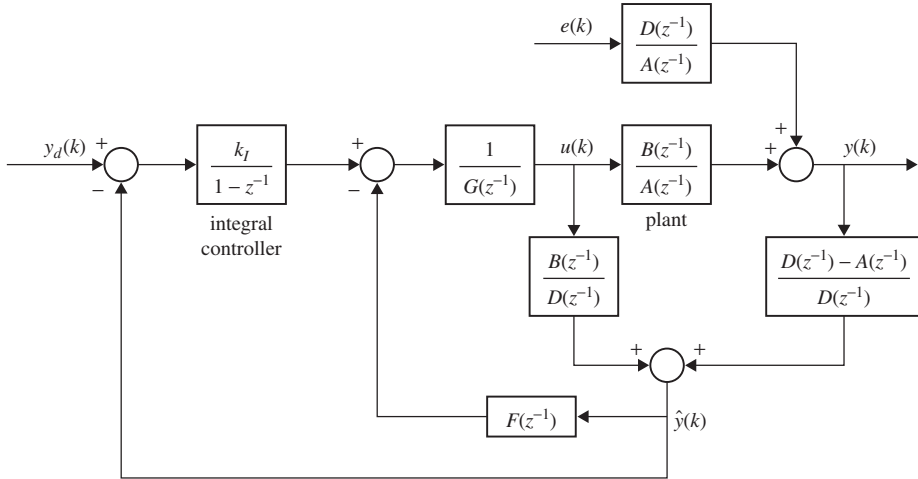 e(k)
D(z⁻¹)
A(z⁻¹)
y_d(k)
+
−
k_I
1 − z⁻¹
integral
controller
+
−
1
G(z⁻¹)
u(k)
B(z⁻¹)
A(z⁻¹)
plant
+
+
y(k)
B(z⁻¹)
D(z⁻¹)
D(z⁻¹) − A(z⁻¹)
D(z⁻¹)
+
+
F(z⁻¹)
ŷ(k)